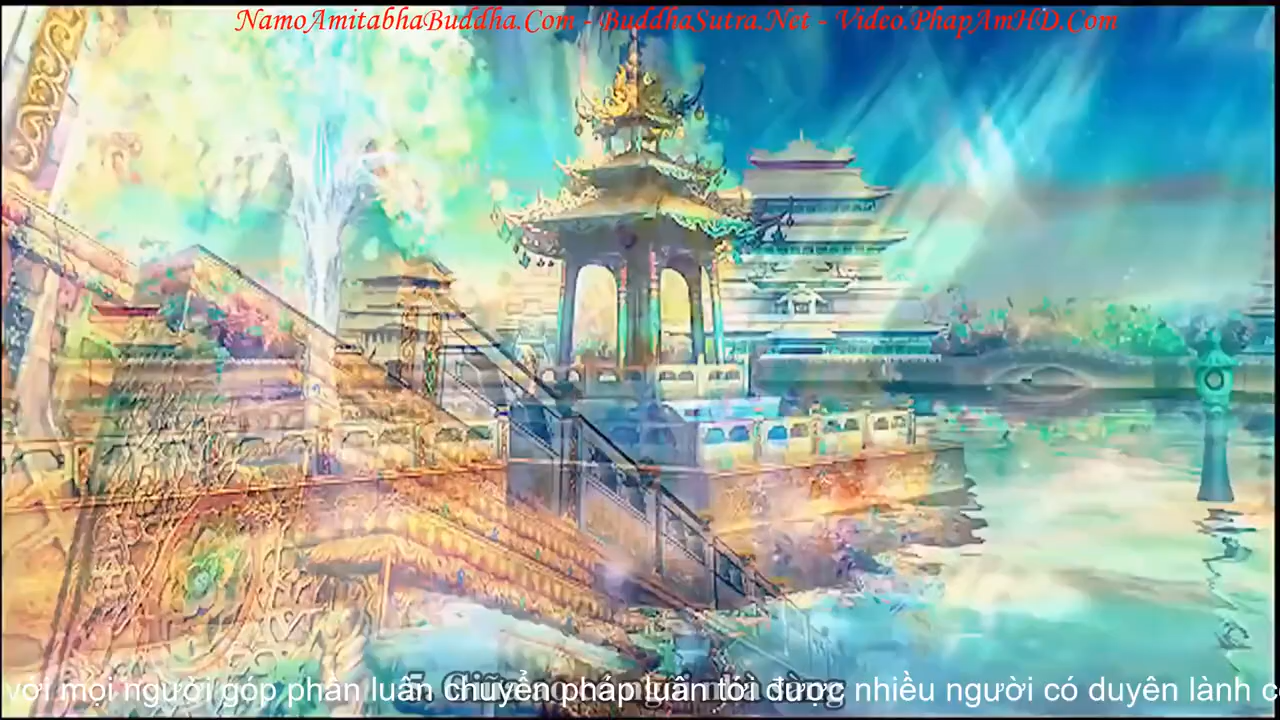 NamoAmitabhaBuddha.Com - BuddhaSutra.Net - Video.PhapAmHD.Com
với mọi người góp phần luân chuyển pháp luân tới được nhiều người có duyên lành